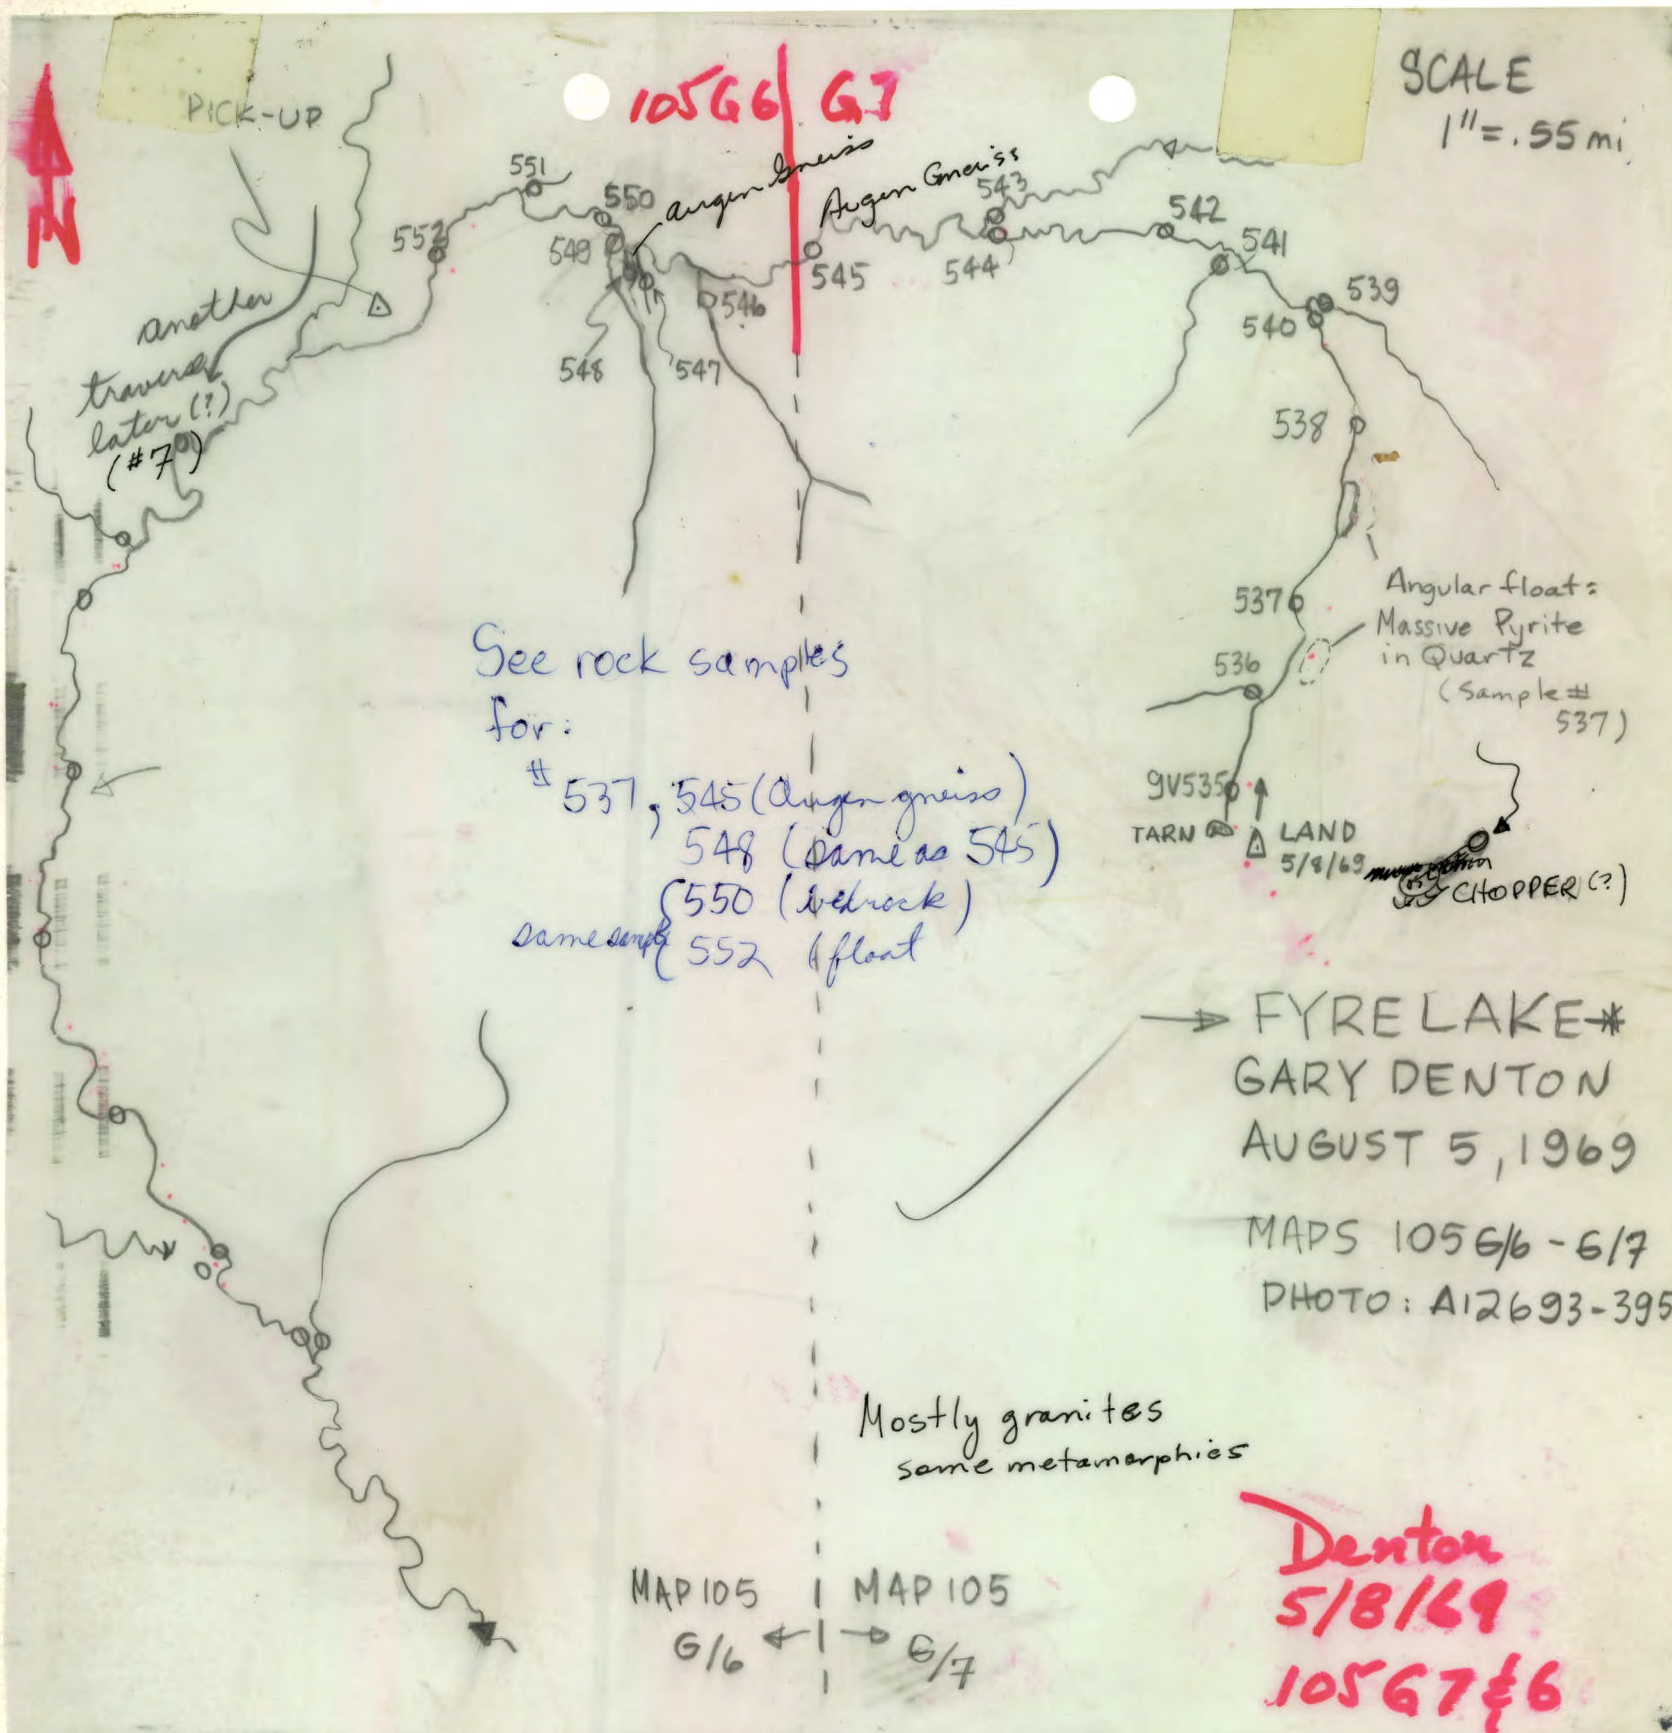 105G6 G7
SCALE
1" = .55 mi
PICK-UP
N
551
550
augen Gneiss
Augen Gneiss
543
542
541
552
549
544
545
546
539
540
548
547
another
traverse
later (?)
(#7)
538
537
Angular float:
Massive Pyrite
in Quartz
(Sample #
537)
536
See rock samples
for:
# 537, 545 (Augen gneiss)
548 (same as 545)
550 (bedrock)
same sample
552 (float
9V535
TARN
LAND
5/8/69
CHOPPER (?)
→ FYRE LAKE*
GARY DENTON
AUGUST 5, 1969
MAPS 105G/6 - G/7
PHOTO: A12693-395
Mostly granites
some metamorphics
MAP 105
G/6 ←
MAP 105
→ G/7
Denton
5/8/69
105G7 & 6